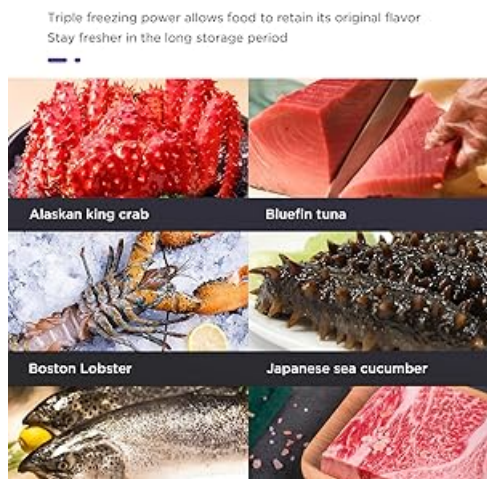 Triple freezing power allows food to retain its original flavor
Stay fresher in the long storage period
Alaskan king crab
Bluefin tuna
Boston Lobster
Japanese sea cucumber